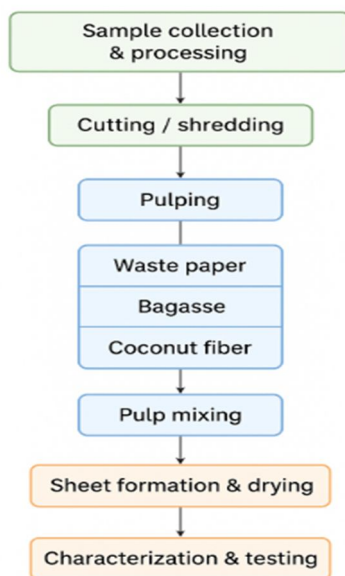 Sample collection
& processing
Cutting / shredding
Pulping
Waste paper
Bagasse
Coconut fiber
Pulp mixing
Sheet formation & drying
Characterization & testing